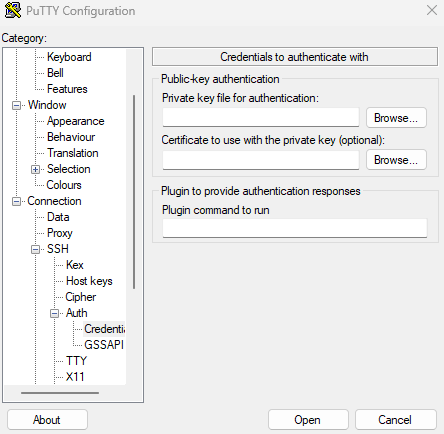 PuTTY Configuration
Category:
Keyboard
Bell
Features
Window
Appearance
Behaviour
Translation
Selection
Colours
Connection
Data
Proxy
SSH
Kex
Host keys
Cipher
Auth
Credenti
GSSAPI
TTY
X11
Credentials to authenticate with
Public-key authentication
Private key file for authentication:
Browse...
Certificate to use with the private key (optional):
Browse...
Plugin to provide authentication responses
Plugin command to run
About
Open
Cancel